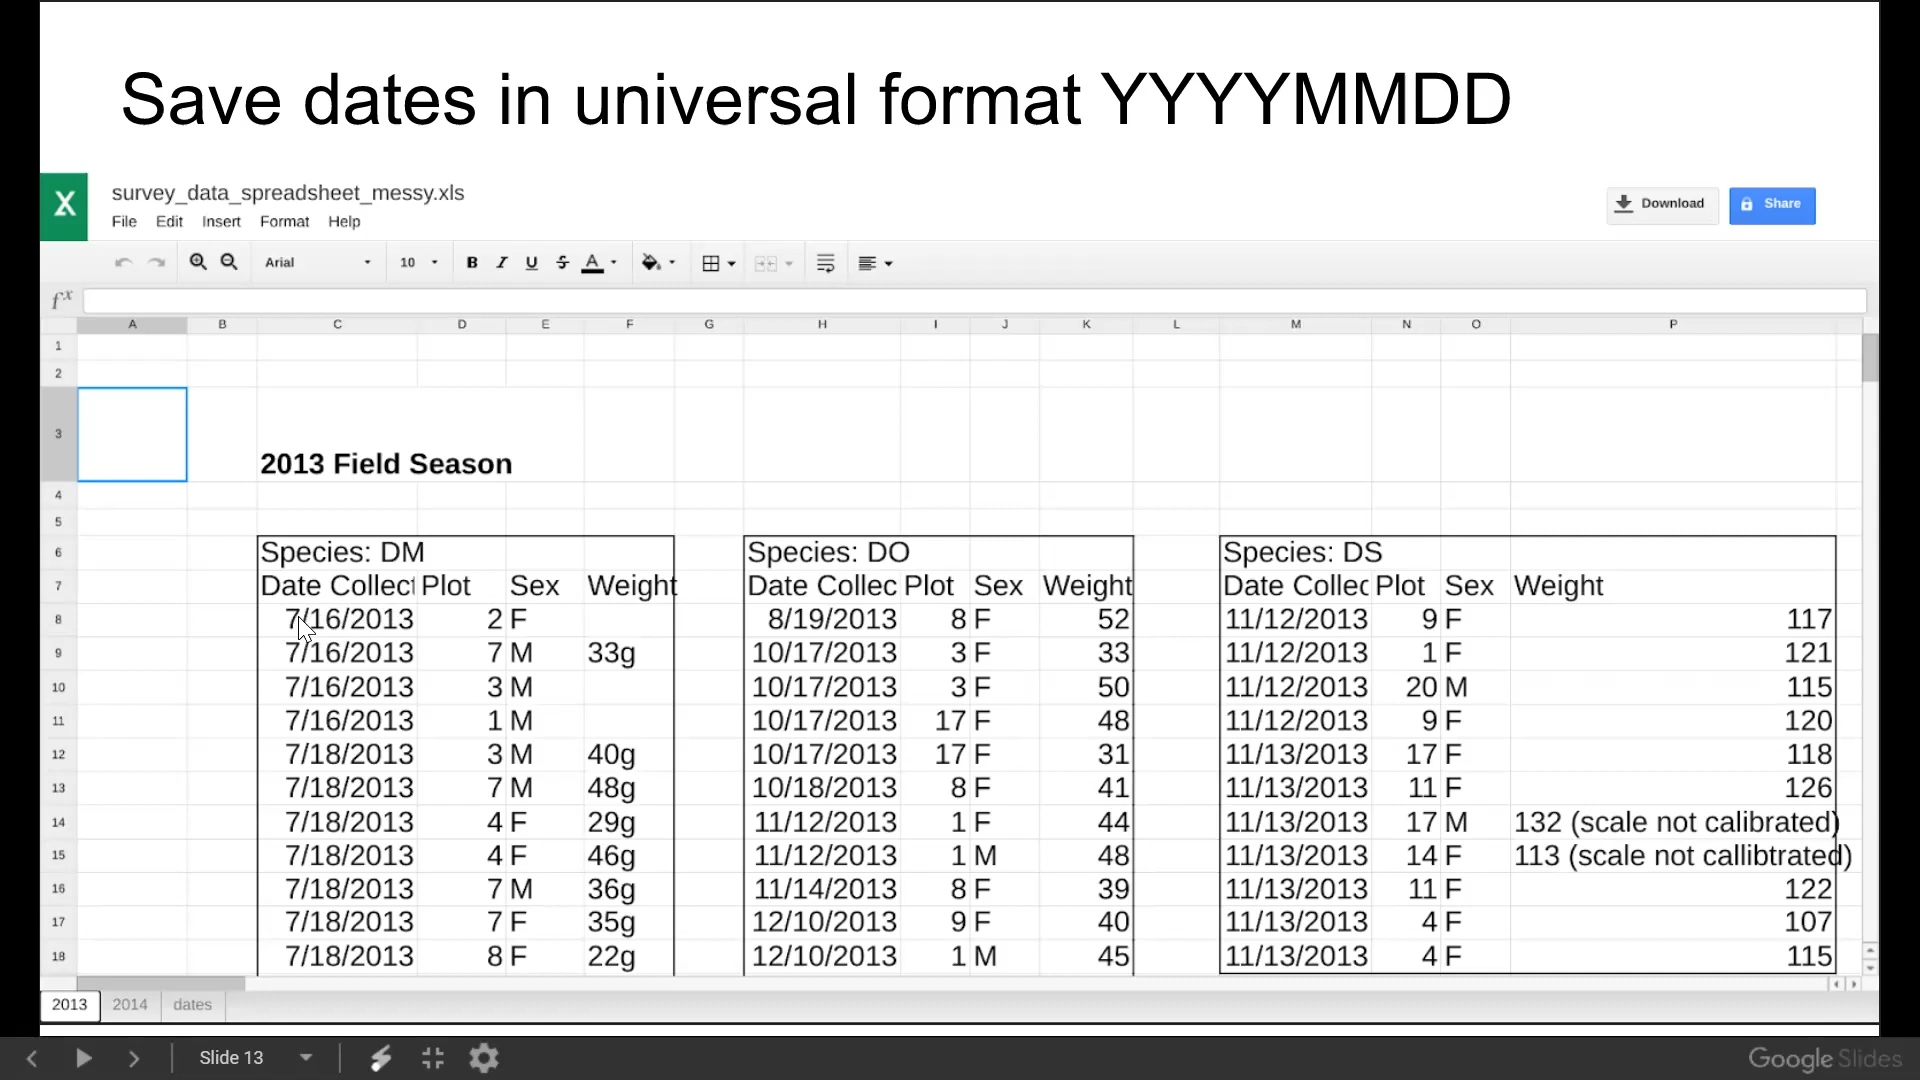 Save dates in universal format YYYYMMDD
X
survey_data_spreadsheet_messy.xls
File Edit Insert Format Help
Download
Share
Arial 10 B I U S A
fx
A B C D E F G H I J K L M N O P
1
2
3 2013 Field Season
4
5
6 Species: DM Species: DO Species: DS
7 Date Collect Plot Sex Weight Date Collec Plot Sex Weight Date Collec Plot Sex Weight
8 7/16/2013 2 F 8/19/2013 8 F 52 11/12/2013 9 F 117
9 7/16/2013 7 M 33g 10/17/2013 3 F 33 11/12/2013 1 F 121
10 7/16/2013 3 M 10/17/2013 3 F 50 11/12/2013 20 M 115
11 7/16/2013 1 M 10/17/2013 17 F 48 11/12/2013 9 F 120
12 7/18/2013 3 M 40g 10/17/2013 17 F 31 11/13/2013 17 F 118
13 7/18/2013 7 M 48g 10/18/2013 8 F 41 11/13/2013 11 F 126
14 7/18/2013 4 F 29g 11/12/2013 1 F 44 11/13/2013 17 M 132 (scale not calibrated)
15 7/18/2013 4 F 46g 11/12/2013 1 M 48 11/13/2013 14 F 113 (scale not callibtrated)
16 7/18/2013 7 M 36g 11/14/2013 8 F 39 11/13/2013 11 F 122
17 7/18/2013 7 F 35g 12/10/2013 9 F 40 11/13/2013 4 F 107
18 7/18/2013 8 F 22g 12/10/2013 1 M 45 11/13/2013 4 F 115
2013 2014 dates
Slide 13
Google Slides